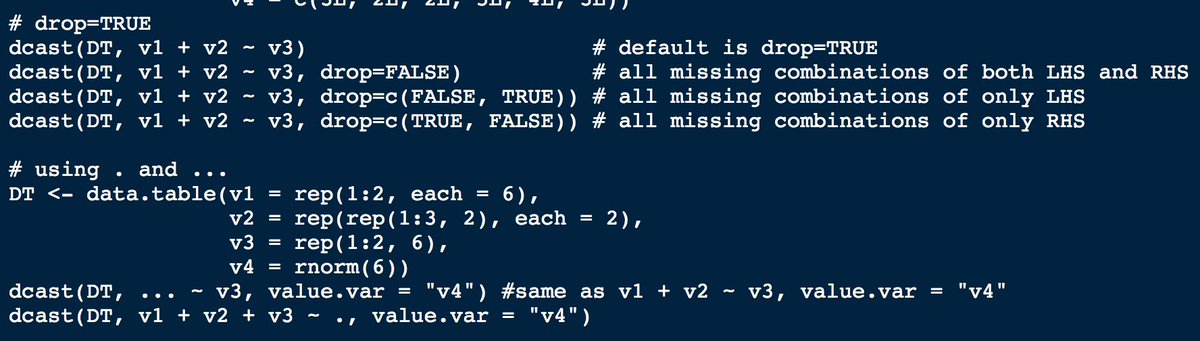 # drop=TRUE
dcast(DT, v1 + v2 ~ v3)                       # default is drop=TRUE
dcast(DT, v1 + v2 ~ v3, drop=FALSE)           # all missing combinations of both LHS and RHS
dcast(DT, v1 + v2 ~ v3, drop=c(FALSE, TRUE))  # all missing combinations of only LHS
dcast(DT, v1 + v2 ~ v3, drop=c(TRUE, FALSE))  # all missing combinations of only RHS

# using . and ...
DT <- data.table(v1 = rep(1:2, each = 6),
                 v2 = rep(rep(1:3, 2), each = 2),
                 v3 = rep(1:2, 6),
                 v4 = rnorm(6))
dcast(DT, ... ~ v3, value.var = "v4") #same as v1 + v2 ~ v3, value.var = "v4"
dcast(DT, v1 + v2 + v3 ~ ., value.var = "v4")